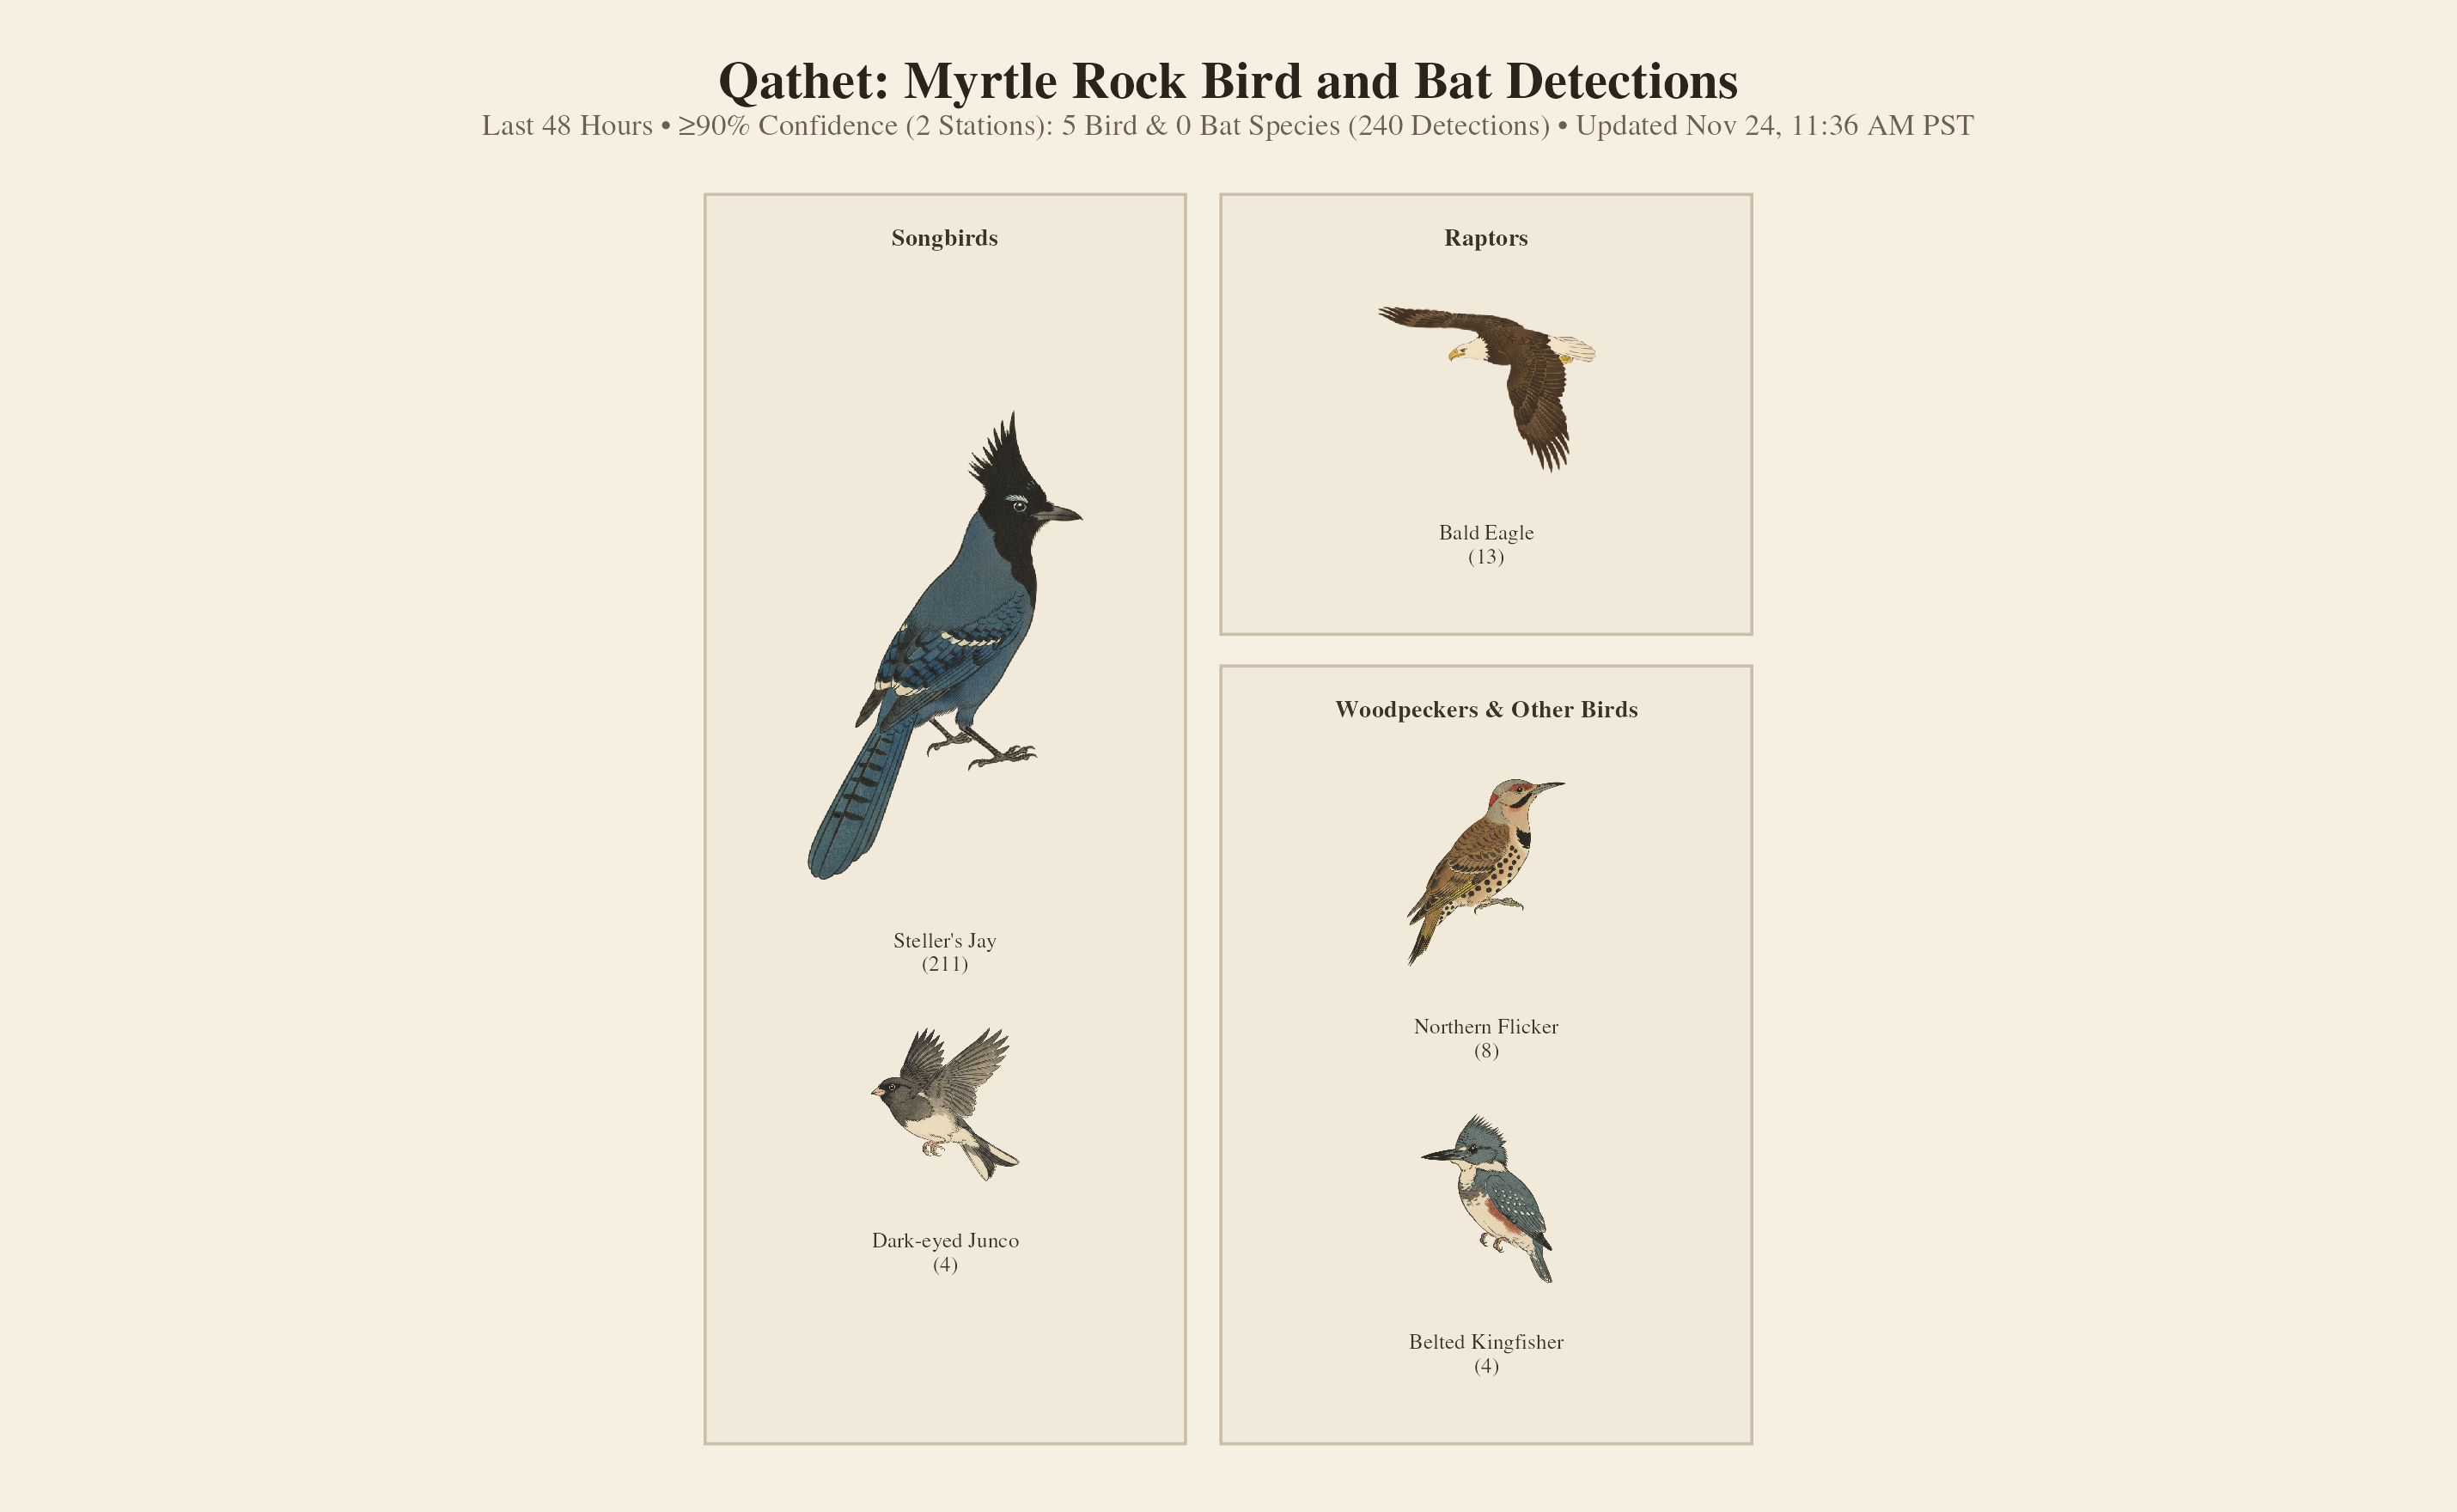 Qathet: Myrtle Rock Bird and Bat Detections
Last 48 Hours • ≥90% Confidence (2 Stations): 5 Bird & 0 Bat Species (240 Detections) • Updated Nov 24, 11:36 AM PST
Songbirds
Steller's Jay
(211)
Dark-eyed Junco
(4)
Raptors
Bald Eagle
(13)
Woodpeckers & Other Birds
Northern Flicker
(8)
Belted Kingfisher
(4)